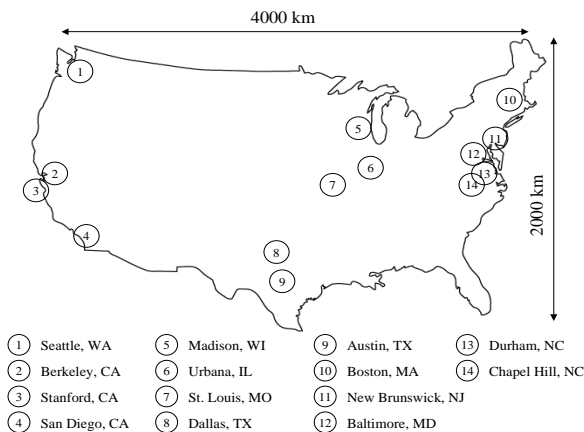 4000 km
1
10
5
11
12
2
6
13
3
7
14
2000 km
4
8
9
1 Seattle, WA 5 Madison, WI 9 Austin, TX 13 Durham, NC
2 Berkeley, CA 6 Urbana, IL 10 Boston, MA 14 Chapel Hill, NC
3 Stanford, CA 7 St. Louis, MO 11 New Brunswick, NJ
4 San Diego, CA 8 Dallas, TX 12 Baltimore, MD